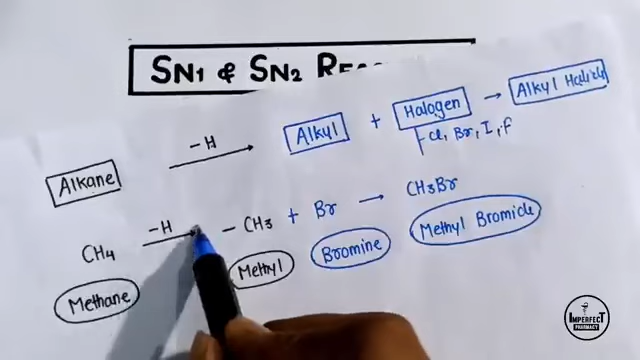 SN1 & SN2
Alkane -H → Alkyl + Halogen → Alkyl Halide
Cl, Br, I, F
CH4 -H → - CH3 + Br → CH3Br
Methane Methyl Bromine Methyl Bromide
IMPERFECT
PHARMACY